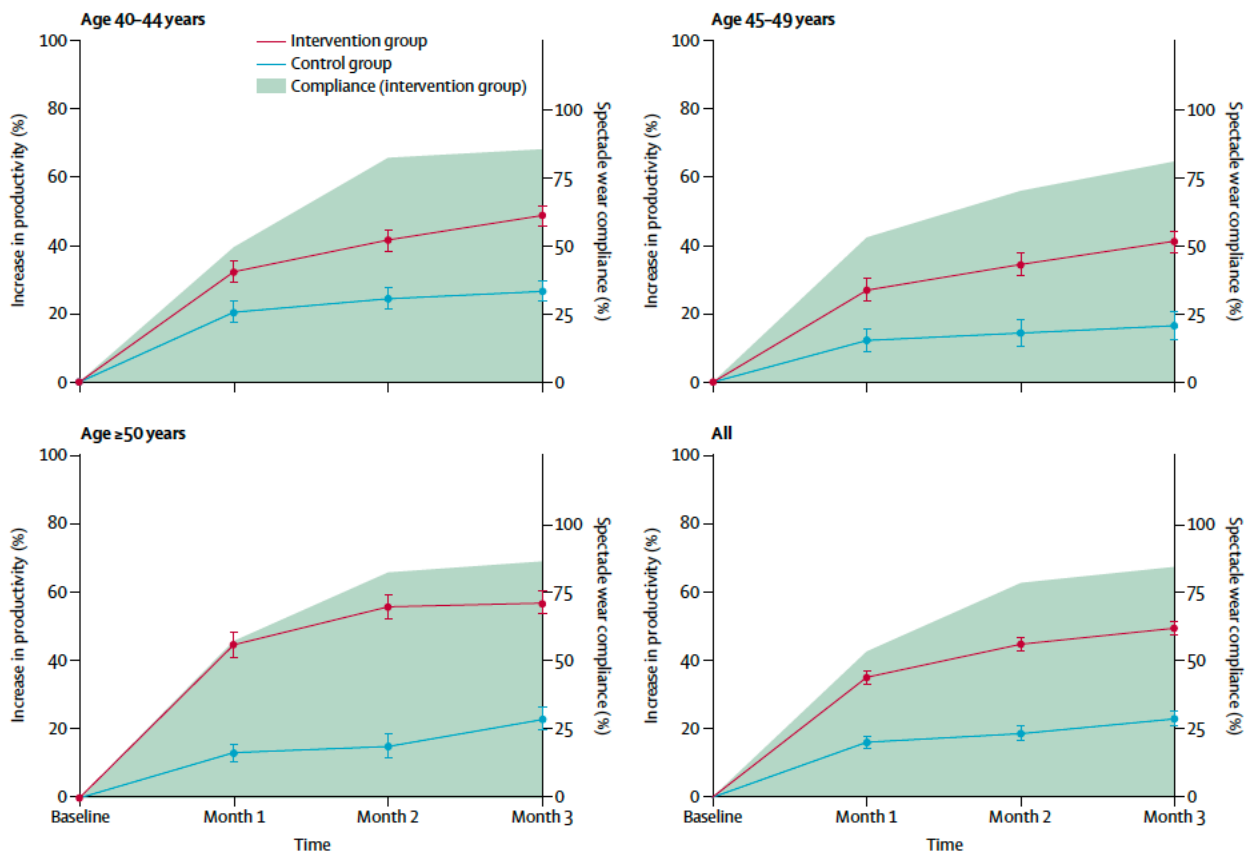 Age 40–44 years
Intervention group
Control group
Compliance (intervention group)
Increase in productivity (%)
100
80
60
40
20
0
Spectacle wear compliance (%)
100
75
50
25
0
Age 45–49 years
Increase in productivity (%)
100
80
60
40
20
0
Spectacle wear compliance (%)
100
75
50
25
0
Age ≥50 years
Increase in productivity (%)
100
80
60
40
20
0
Spectacle wear compliance (%)
100
75
50
25
0
Baseline Month 1 Month 2 Month 3
Time
All
Increase in productivity (%)
100
80
60
40
20
0
Spectacle wear compliance (%)
100
75
50
25
0
Baseline Month 1 Month 2 Month 3
Time